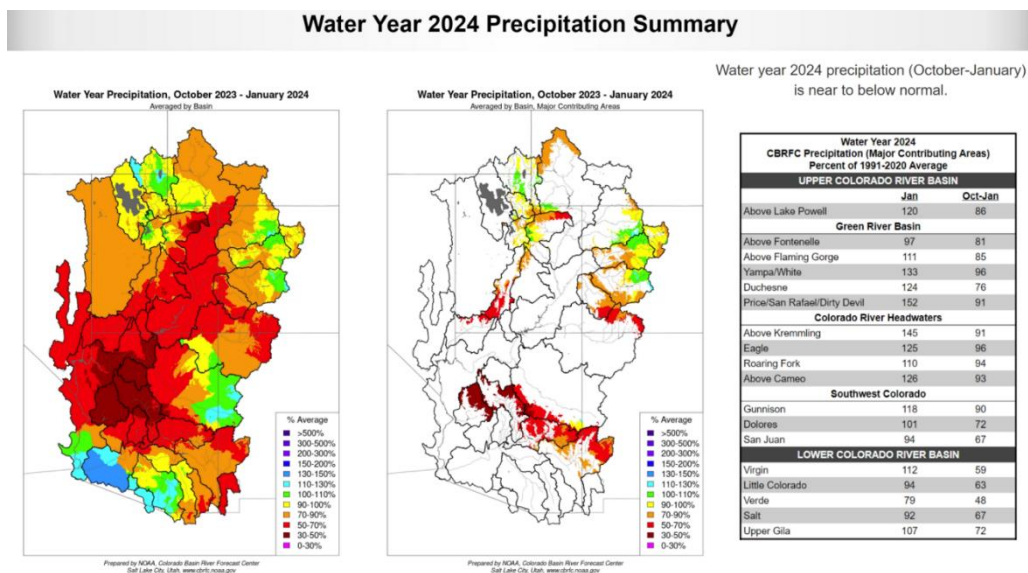 Water Year 2024 Precipitation Summary
Water year 2024 precipitation (October-January)
is near to below normal.
Water Year Precipitation, October 2023 - January 2024
Averaged by Basin
% Average
>500%
300-500%
200-300%
150-200%
130-150%
110-130%
100-110%
90-100%
70-90%
50-70%
30-50%
0-30%
Prepared by NOAA, Colorado Basin River Forecast Center
Salt Lake City, Utah, www.cbrfc.noaa.gov
Water Year Precipitation, October 2023 - January 2024
Averaged by Basin, Major Contributing Areas
% Average
>500%
300-500%
200-300%
150-200%
130-150%
110-130%
100-110%
90-100%
70-90%
50-70%
30-50%
0-30%
Prepared by NOAA, Colorado Basin River Forecast Center
Salt Lake City, Utah, www.cbrfc.noaa.gov
Water Year 2024
CBRFC Precipitation (Major Contributing Areas)
Percent of 1991-2020 Average
UPPER COLORADO RIVER BASIN
Jan Oct-Jan
Above Lake Powell 120 86
Green River Basin
Above Fontenelle 97 81
Above Flaming Gorge 111 85
Yampa/White 133 96
Duchesne 124 76
Price/San Rafael/Dirty Devil 152 91
Colorado River Headwaters
Above Kremmling 145 91
Eagle 125 96
Roaring Fork 110 94
Above Cameo 126 93
Southwest Colorado
Gunnison 118 90
Dolores 101 72
San Juan 94 67
LOWER COLORADO RIVER BASIN
Virgin 112 59
Little Colorado 94 63
Verde 79 48
Salt 92 67
Upper Gila 107 72